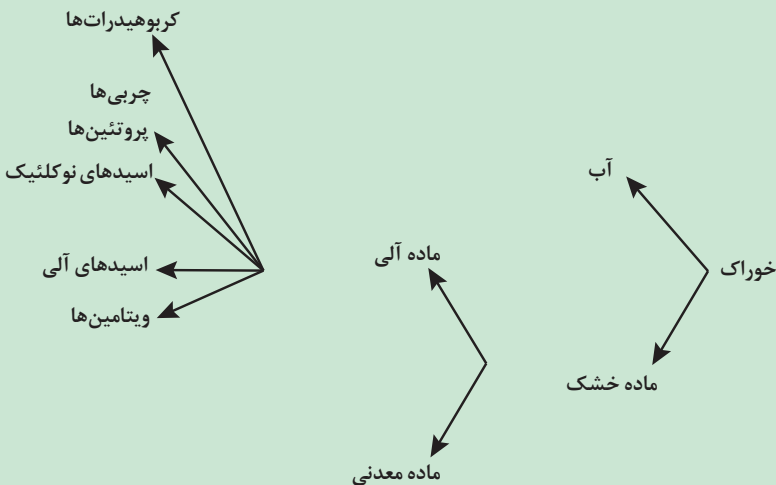 خوراک
آب
ماده خشک
ماده آلی
ماده معدنی
کربوهیدرات‌ها
چربی‌ها
پروتئین‌ها
اسیدهای نوکلئیک
اسیدهای آلی
ویتامین‌ها